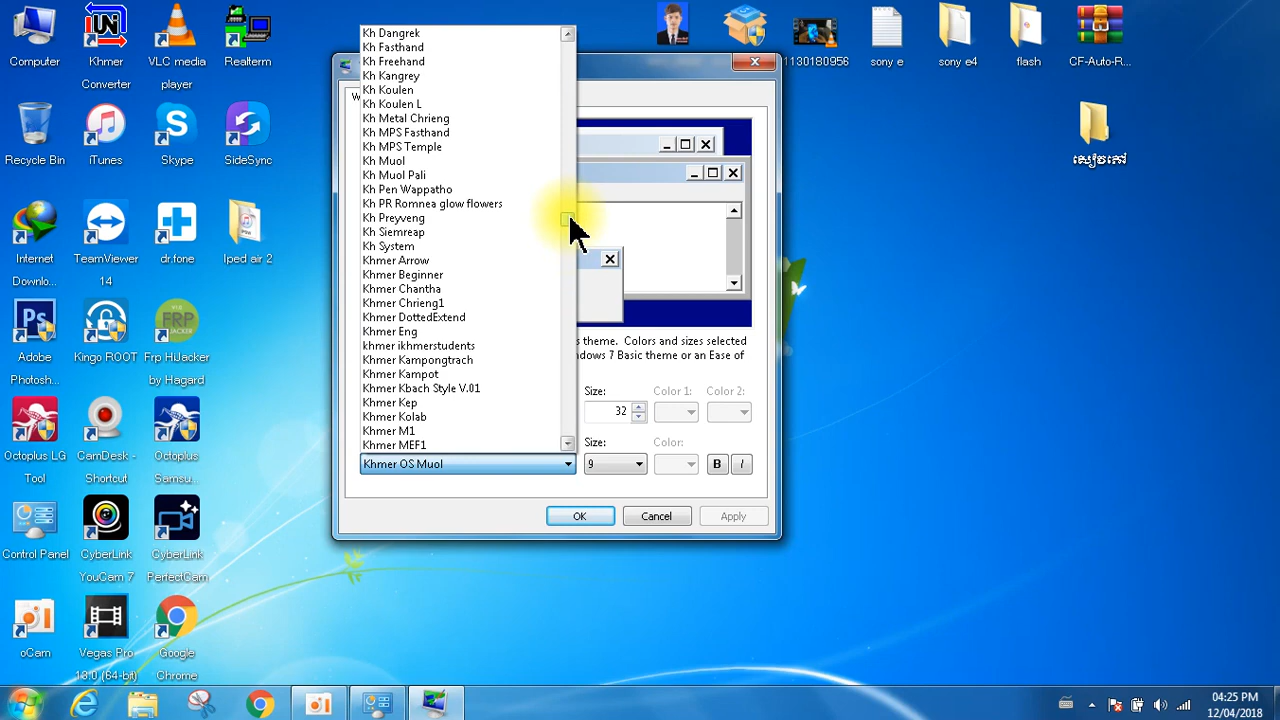 Computer
Khmer
Converter
VLC media
player
Realterm
1130180956
sony e
sony e4
flash
CF-Auto-R...
Recycle Bin
iTunes
Skype
SideSync
សៀវភៅ
Internet
Downlo...
TeamViewer
14
dr.fone
Iped air 2
Adobe
Photosh...
Kingo ROOT
Frp HiJacker
by Hagard
Octoplus LG
Tool
CamDesk -
Shortcut
Octoplus
Samsu...
Control Panel
CyberLink
YouCam 7
CyberLink
PerfectCam
oCam
Vegas Pro
13.0 (64-bit)
Google
Chrome
Kh Dangrek
Kh Fasthand
Kh Freehand
Kh Kangrey
Kh Koulen
Kh Koulen L
Kh Metal Chrieng
Kh MPS Fasthand
Kh MPS Temple
Kh Muol
Kh Muol Pali
Kh Pen Wappatho
Kh PR Romnea glow flowers
Kh Preyveng
Kh Siemreap
Kh System
Khmer Arrow
Khmer Beginner
Khmer Chantha
Khmer Chrieng1
Khmer DottedExtend
Khmer Eng
khmer ikhmerstudents
Khmer Kampongtrach
Khmer Kampot
Khmer Kbach Style V.01
Khmer Kep
Khmer Kolab
Khmer M1
Khmer MEF1
Khmer OS Muol
s theme. Colors and sizes selected
ndows 7 Basic theme or an Ease of
Size:
Color 1:
Color 2:
32
Size:
Color:
9
B
I
OK
Cancel
Apply
04:25 PM
12/04/2018